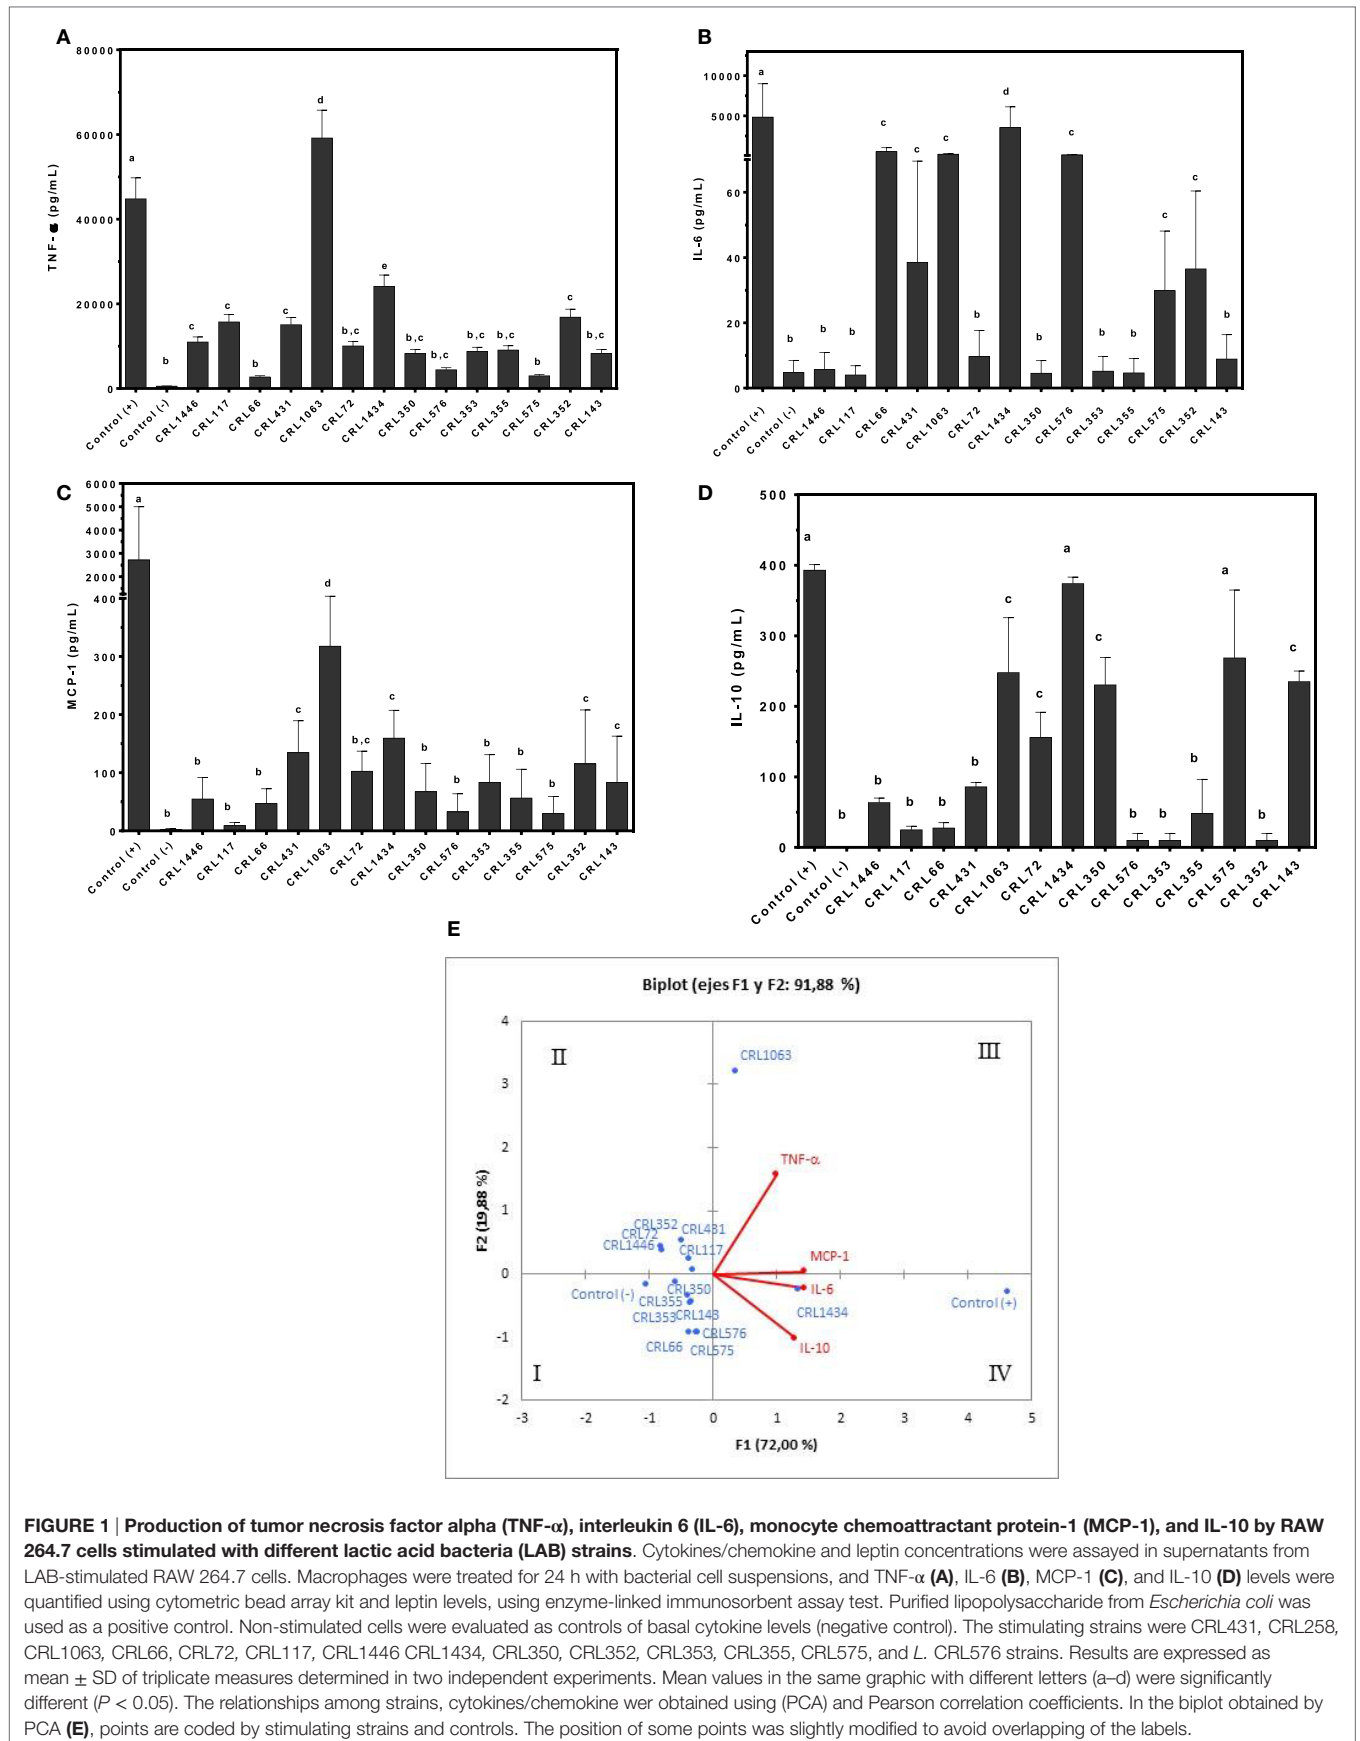 A
80000
60000
40000
20000
0
TNF-α (pg/mL)
a
b
c
c
b
c
d
b,c
e
b,c
b,c
b,c
b,c
b
c
b,c
Control (+)
Control (-)
CRL1446
CRL117
CRL66
CRL431
CRL1063
CRL72
CRL1434
CRL350
CRL576
CRL353
CRL355
CRL575
CRL352
CRL143
B
10000
5000
60
40
20
0
IL-6 (pg/mL)
a
b
b
b
c
c
c
b
d
b
c
b
b
c
c
b
Control (+)
Control (-)
CRL1446
CRL117
CRL66
CRL431
CRL1063
CRL72
CRL1434
CRL350
CRL576
CRL353
CRL355
CRL575
CRL352
CRL143
C
6000
5000
4000
3000
2000
400
300
200
100
0
MCP-1 (pg/mL)
a
b
b
b
b
c
d
b,c
c
b
b
b
b
b
c
c
Control (+)
Control (-)
CRL1446
CRL117
CRL66
CRL431
CRL1063
CRL72
CRL1434
CRL350
CRL576
CRL353
CRL355
CRL575
CRL352
CRL143
D
500
400
300
200
100
0
IL-10 (pg/mL)
a
b
b
b
b
b
c
c
a
c
b
b
b
a
b
c
Control (+)
Control (-)
CRL1446
CRL117
CRL66
CRL431
CRL1063
CRL72
CRL1434
CRL350
CRL576
CRL353
CRL355
CRL575
CRL352
CRL143
E
Biplot (ejes F1 y F2: 91,88 %)
4
3
2
1
0
-1
-2
F2 (19,88 %)
II
III
I
IV
CRL1063
TNF-α
CRL352
CRL431
CRL72
CRL1446
CRL117
MCP-1
Control (-)
CRL350
IL-6
Control (+)
CRL355
CRL353
CRL143
CRL1434
CRL576
CRL66
CRL575
IL-10
-3
-2
-1
0
1
2
3
4
5
F1 (72,00 %)
FIGURE 1 | Production of tumor necrosis factor alpha (TNF-α), interleukin 6 (IL-6), monocyte chemoattractant protein-1 (MCP-1), and IL-10 by RAW
264.7 cells stimulated with different lactic acid bacteria (LAB) strains. Cytokines/chemokine and leptin concentrations were assayed in supernatants from
LAB-stimulated RAW 264.7 cells. Macrophages were treated for 24 h with bacterial cell suspensions, and TNF-α (A), IL-6 (B), MCP-1 (C), and IL-10 (D) levels were
quantified using cytometric bead array kit and leptin levels, using enzyme-linked immunosorbent assay test. Purified lipopolysaccharide from Escherichia coli was
used as a positive control. Non-stimulated cells were evaluated as controls of basal cytokine levels (negative control). The stimulating strains were CRL431, CRL258,
CRL1063, CRL66, CRL72, CRL117, CRL1446 CRL1434, CRL350, CRL352, CRL353, CRL355, CRL575, and L. CRL576 strains. Results are expressed as
mean ± SD of triplicate measures determined in two independent experiments. Mean values in the same graphic with different letters (a–d) were significantly
different (P < 0.05). The relationships among strains, cytokines/chemokine wer obtained using (PCA) and Pearson correlation coefficients. In the biplot obtained by
PCA (E), points are coded by stimulating strains and controls. The position of some points was slightly modified to avoid overlapping of the labels.